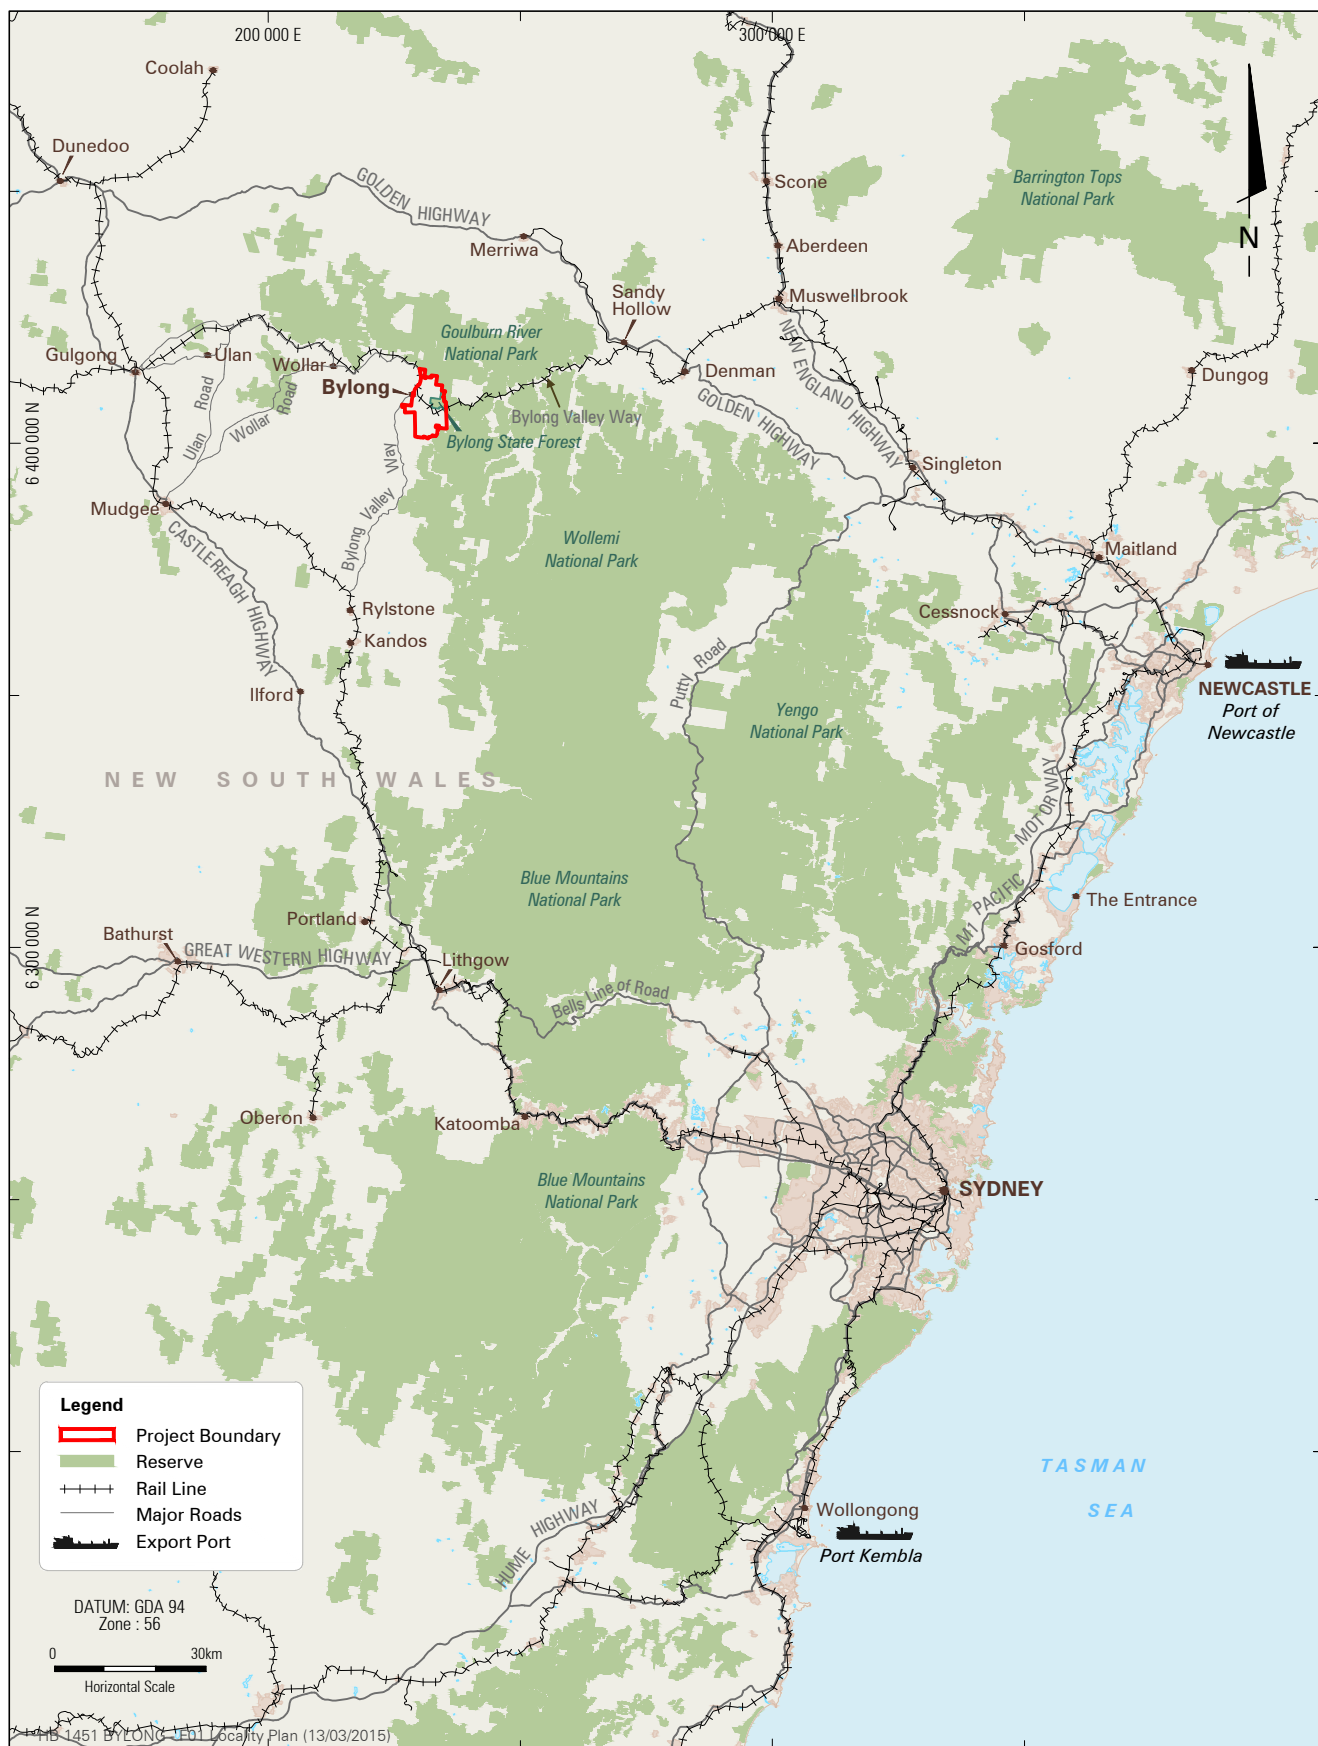 200 000 E
300 000 E
Coolah
Dunedoo
GOLDEN HIGHWAY
Merriwa
Scone
Barrington Tops
National Park
N
Aberdeen
Sandy
Hollow
Muswellbrook
Goulburn River
National Park
Gulgong
Ulan
Wollar
Bylong
Denman
NEW ENGLAND HIGHWAY
Dungog
Ulan Road
Wollar Road
Bylong Valley Way
GOLDEN HIGHWAY
Bylong State Forest
6 400 000 N
Bylong Valley Way
Singleton
Mudgee
CASTLEREAGH HIGHWAY
Wollemi
National Park
Maitland
Rylstone
Cessnock
Kandos
Putty Road
Ilford
NEWCASTLE
Port of
Newcastle
Yengo
National Park
NEW SOUTH WALES
M1 PACIFIC MOTORWAY
Blue Mountains
National Park
The Entrance
Portland
Bathurst
GREAT WESTERN HIGHWAY
6 300 000 N
Lithgow
Gosford
Bells Line of Road
Oberon
Katoomba
Blue Mountains
National Park
SYDNEY
Legend
Project Boundary
Reserve
Rail Line
Major Roads
Export Port
TASMAN
SEA
Wollongong
Port Kembla
HUME HIGHWAY
DATUM: GDA 94
Zone : 56
0 30km
Horizontal Scale
HB 1451 BYLONG - F01 Locality Plan (13/03/2015)